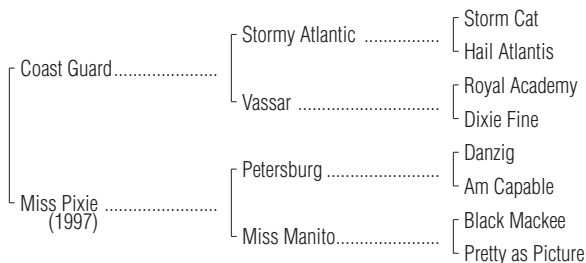 Storm Cat
Stormy Atlantic ..................
Hail Atlantis
Coast Guard.........................
Royal Academy
Vassar ..................................
Dixie Fine
Danzig
Petersburg ..........................
Am Capable
Miss Pixie ...........................
(1997)
Black Mackee
Miss Manito.........................
Pretty as Picture